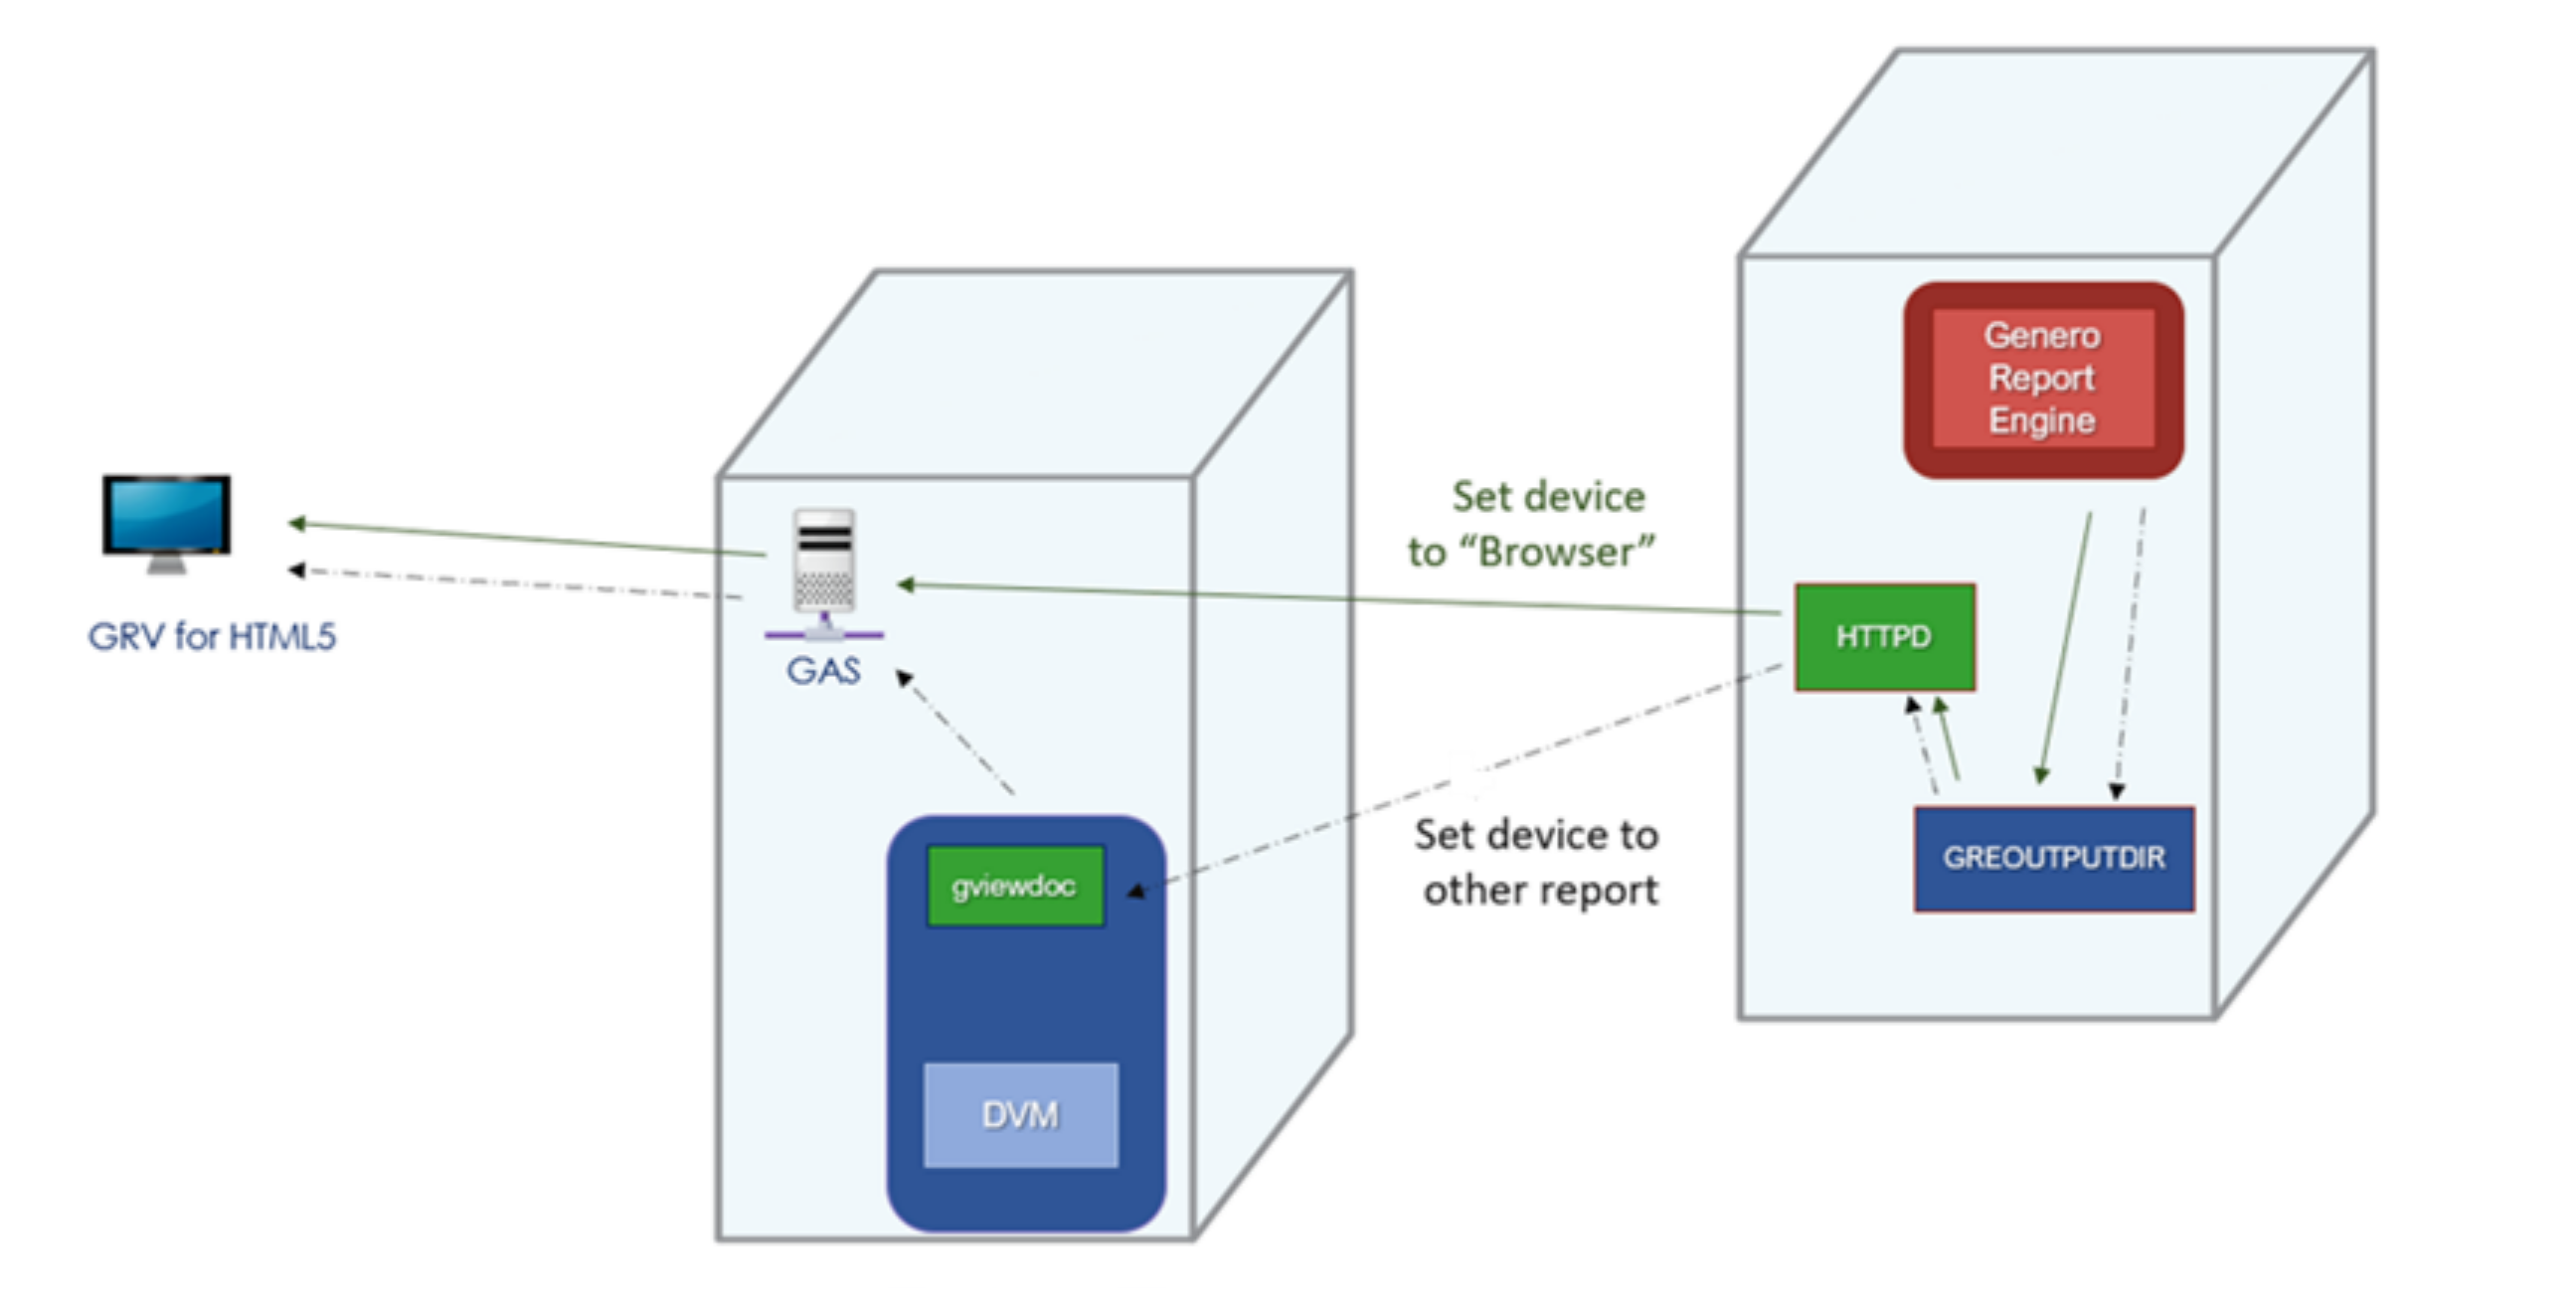 Genero
Report
Engine
Set device
to “Browser”
HTTPD
GRV for HTML5
GAS
Set device to
other report
GREOUTPUTDIR
gviewdoc
DVM